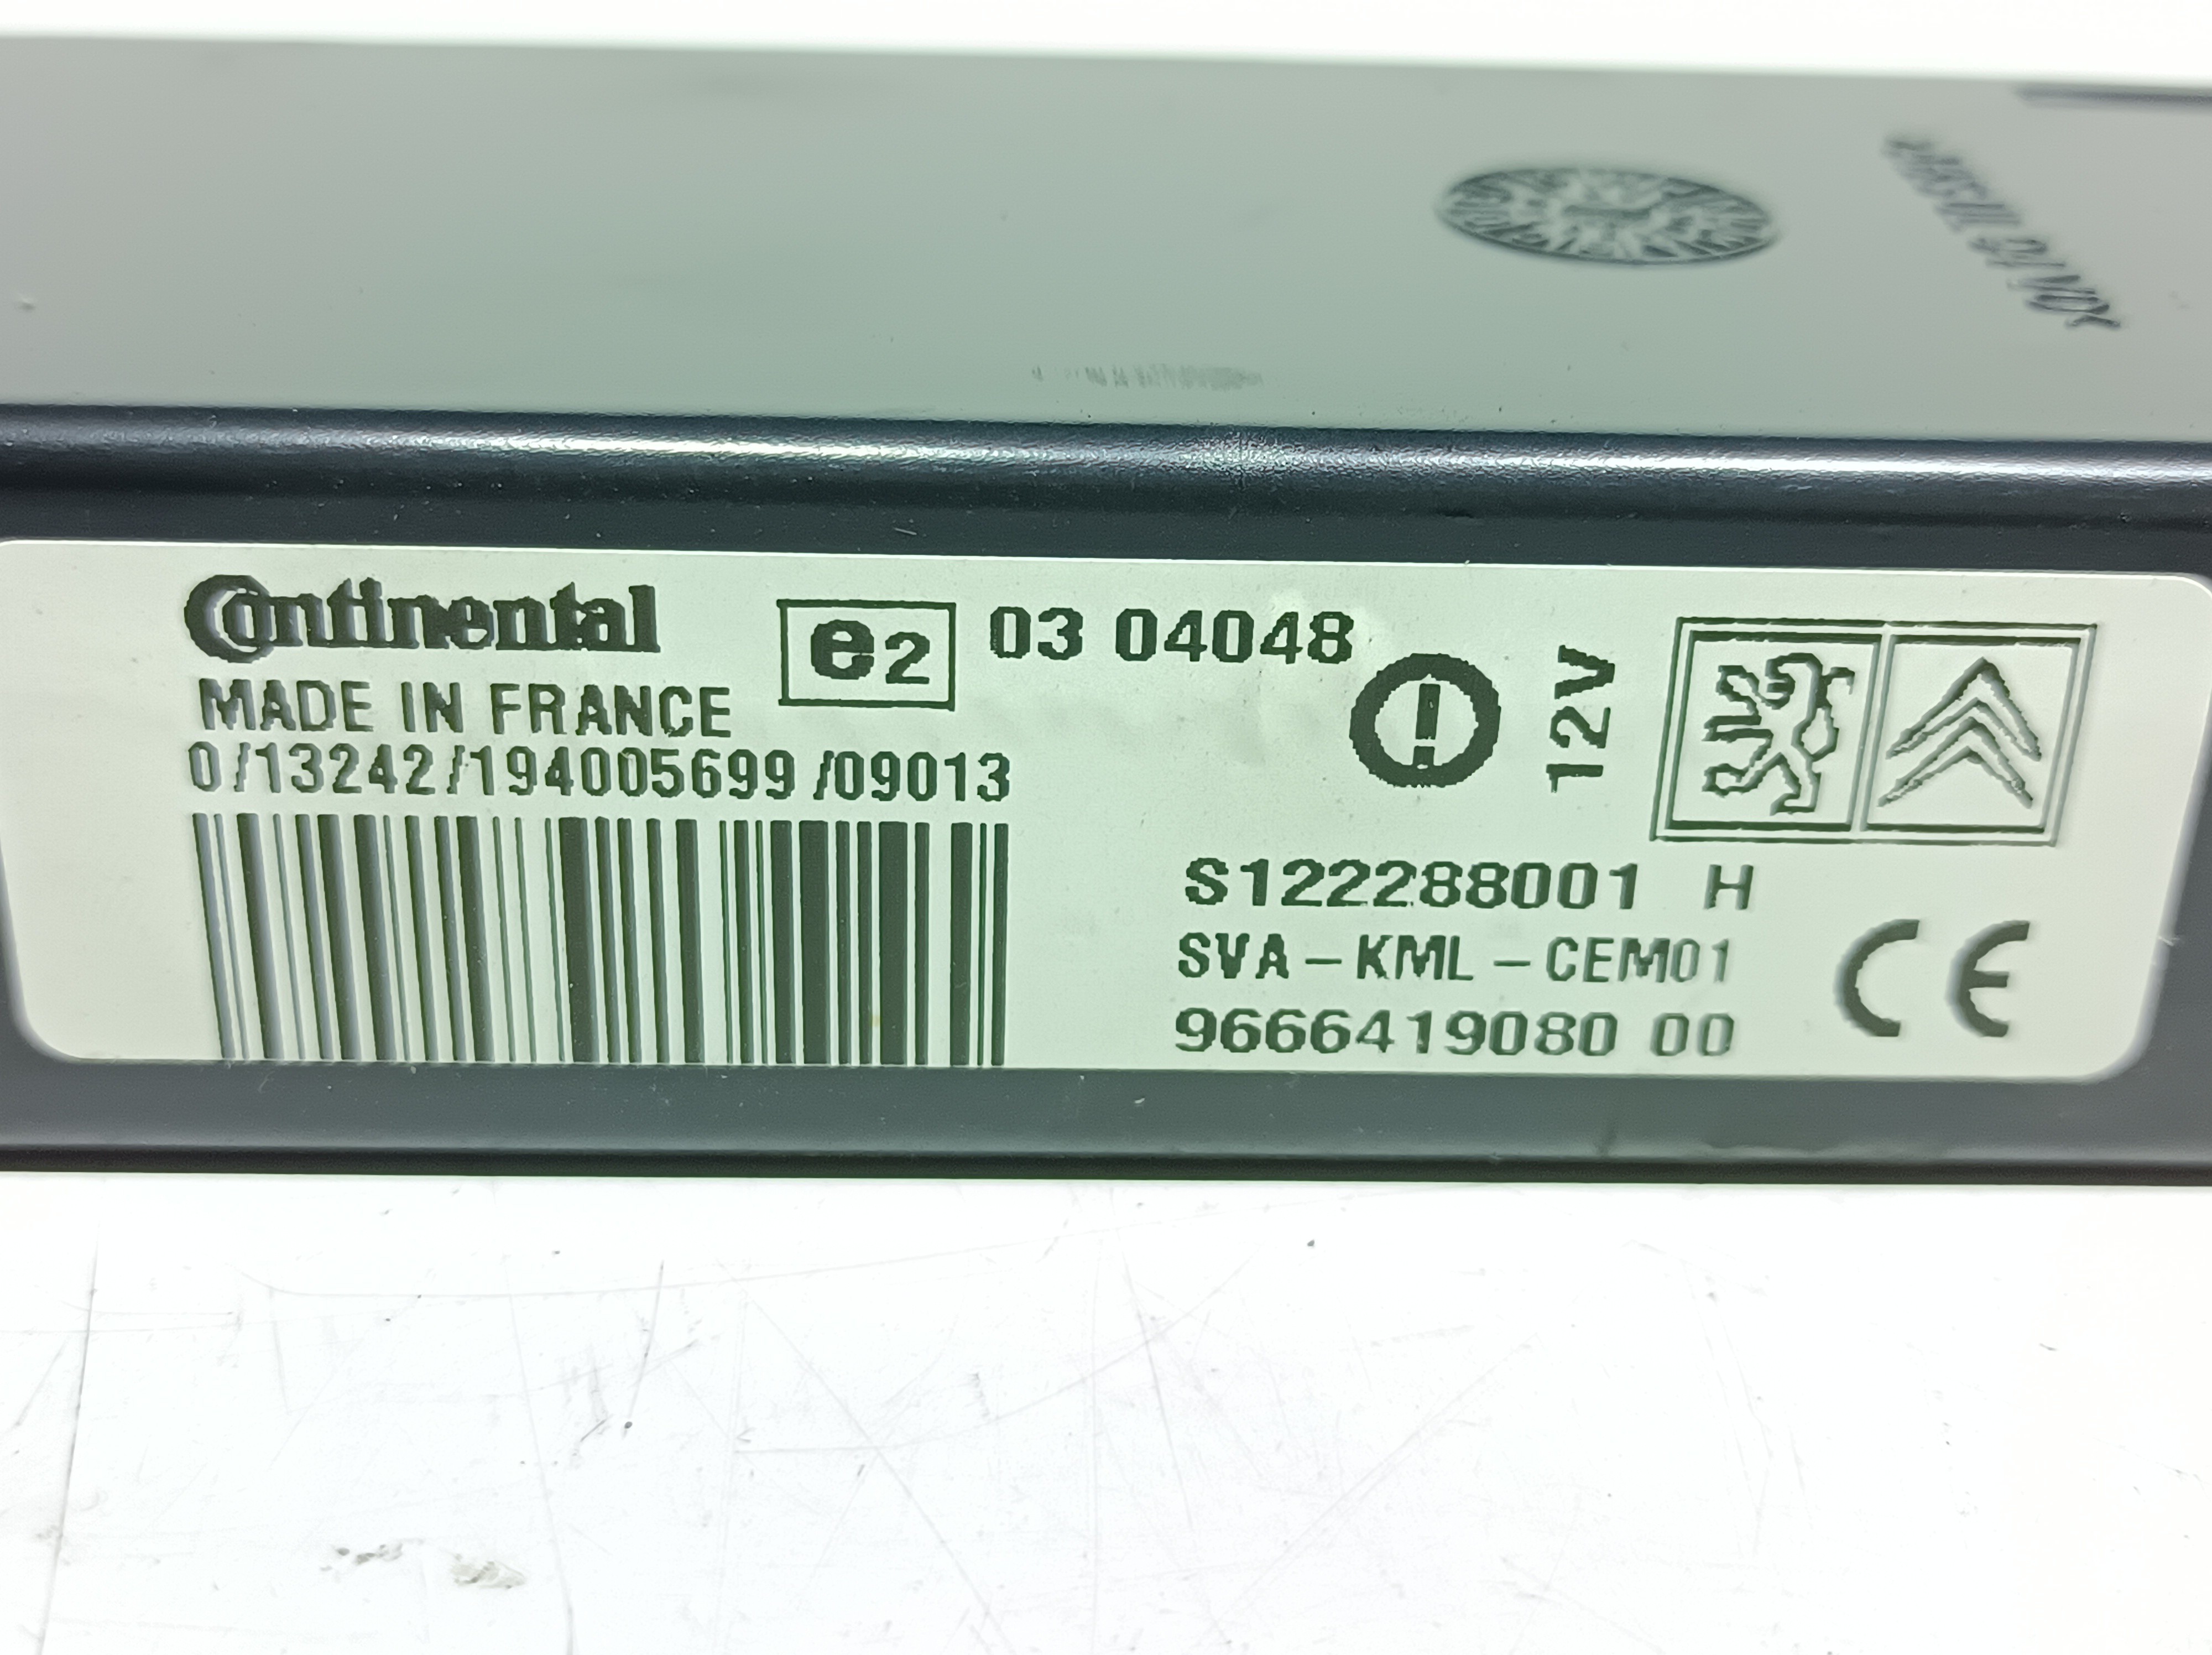 Continental
e2 03 04048
MADE IN FRANCE
12V
0/13242/194005699/09013
S122288001 H
SVA-KML-CEM01
9666419080 00
CE